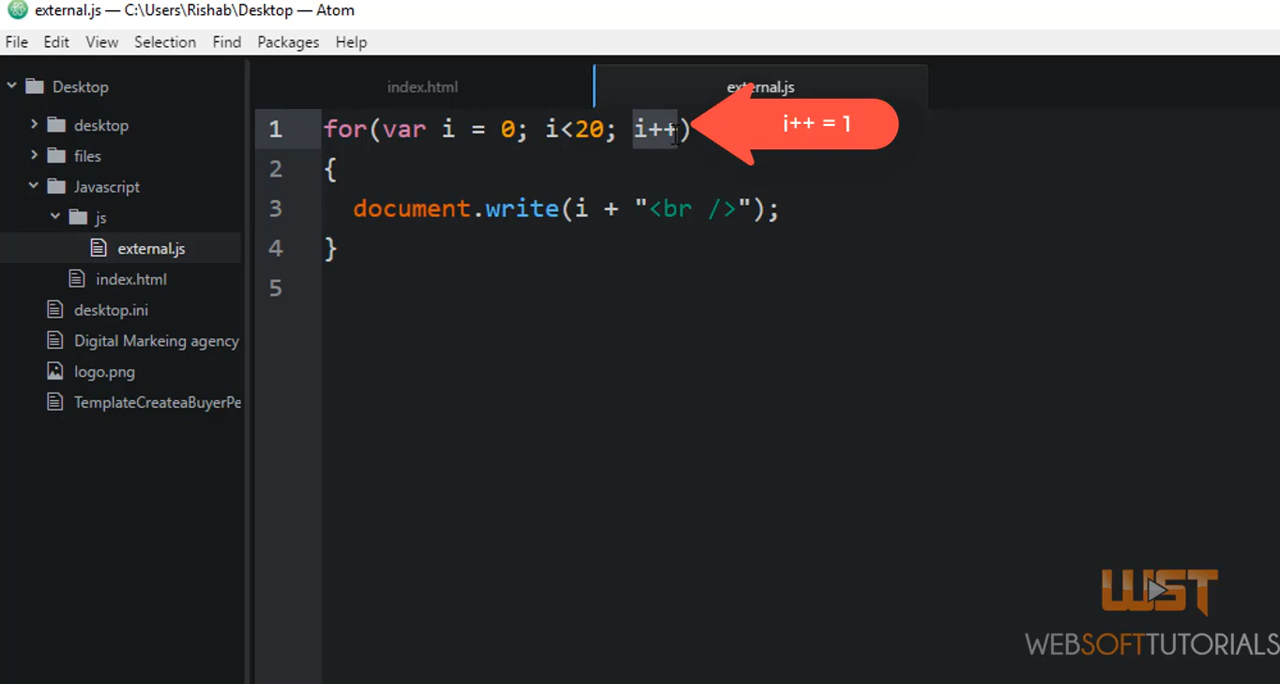 external.js — C:\Users\Rishab\Desktop — Atom
File Edit View Selection Find Packages Help
Desktop
desktop
files
Javascript
js
external.js
index.html
desktop.ini
Digital Markeing agency
logo.png
TemplateCreateaBuyerPe
index.html external.js
1 for(var i = 0; i<20; i++)
i++ = 1
2 {
3 document.write(i + "<br />");
4 }
5
WST
WEBSOFTTUTORIALS